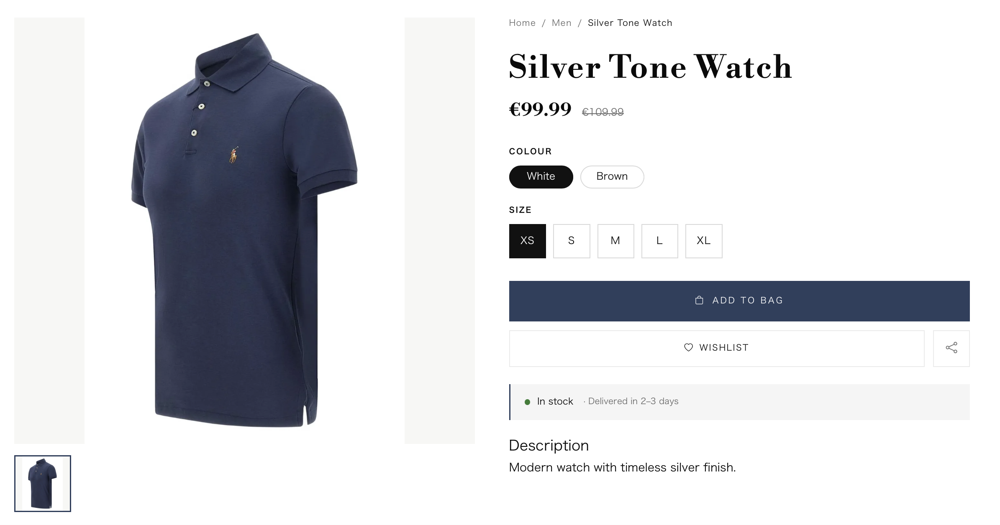 Home / Men / Silver Tone Watch
Silver Tone Watch
€99.99 €109.99
COLOUR
White Brown
SIZE
XS S M L XL
ADD TO BAG
WISHLIST
In stock · Delivered in 2–3 days
Description
Modern watch with timeless silver finish.